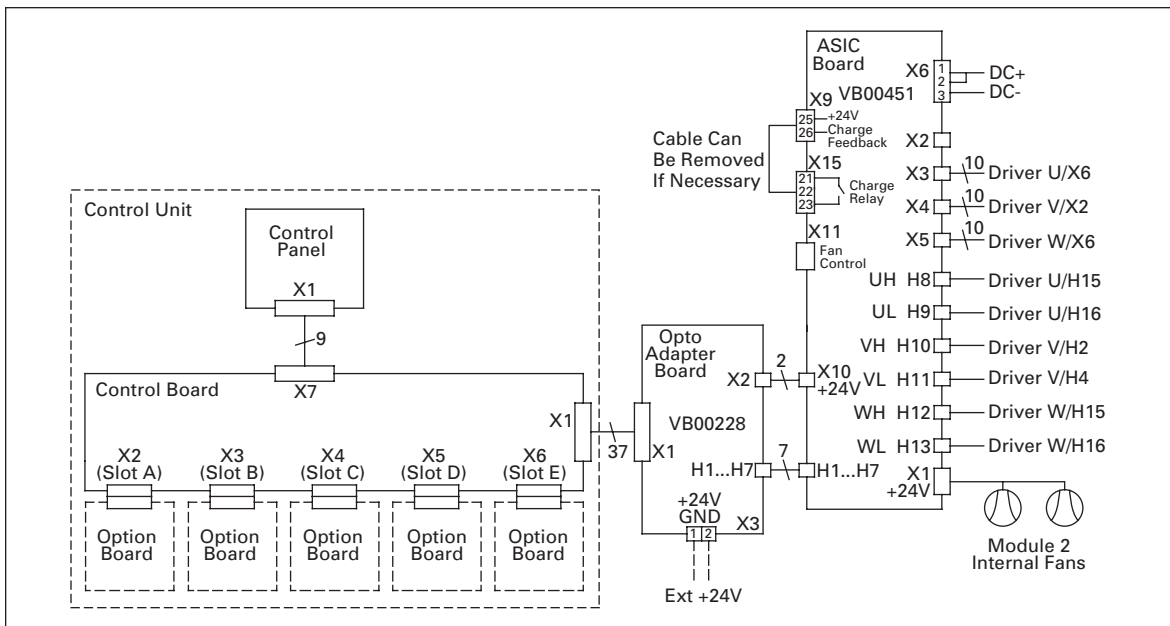 Control Unit
Control
Panel
X1
9
X7
Control Board
X1
37
X2
(Slot A)
X3
(Slot B)
X4
(Slot C)
X5
(Slot D)
X6
(Slot E)
Option
Board
Option
Board
Option
Board
Option
Board
Option
Board
Opto
Adapter
Board
X2
2
VB00228
X1
H1...H7
7
+24V
GND
1 2
X3
Ext +24V
ASIC
Board
VB00451
X6
1
2
3
DC+
DC-
X9
25
26
+24V
Charge
Feedback
Cable Can
Be Removed
If Necessary
X15
21
22
23
Charge
Relay
X11
Fan
Control
X10
+24V
H1...H7
X2
X3
10
Driver U/X6
X4
10
Driver V/X2
X5
10
Driver W/X6
UH H8
Driver U/H15
UL H9
Driver U/H16
VH H10
Driver V/H2
VL H11
Driver V/H4
WH H12
Driver W/H15
WL H13
Driver W/H16
X1
+24V
Module 2
Internal Fans